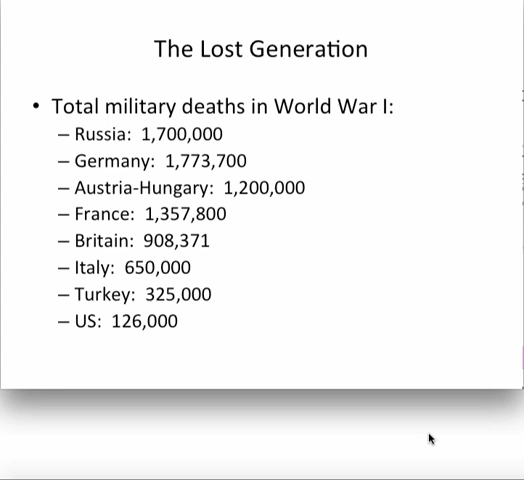 The Lost Generation
• Total military deaths in World War I:
– Russia: 1,700,000
– Germany: 1,773,700
– Austria-Hungary: 1,200,000
– France: 1,357,800
– Britain: 908,371
– Italy: 650,000
– Turkey: 325,000
– US: 126,000